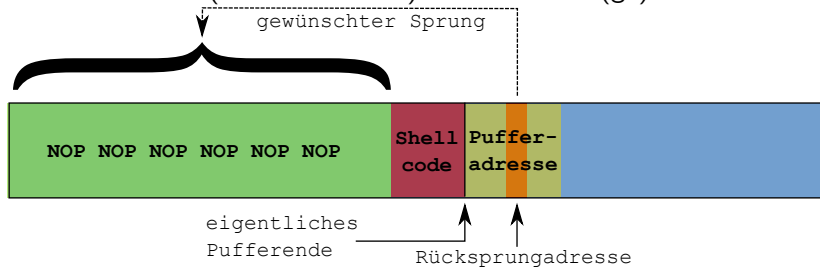 gewünschter Sprung
NOP NOP NOP NOP NOP NOP
Shell
code
Puffer-
adresse
eigentliches
Pufferende
Rücksprungadresse